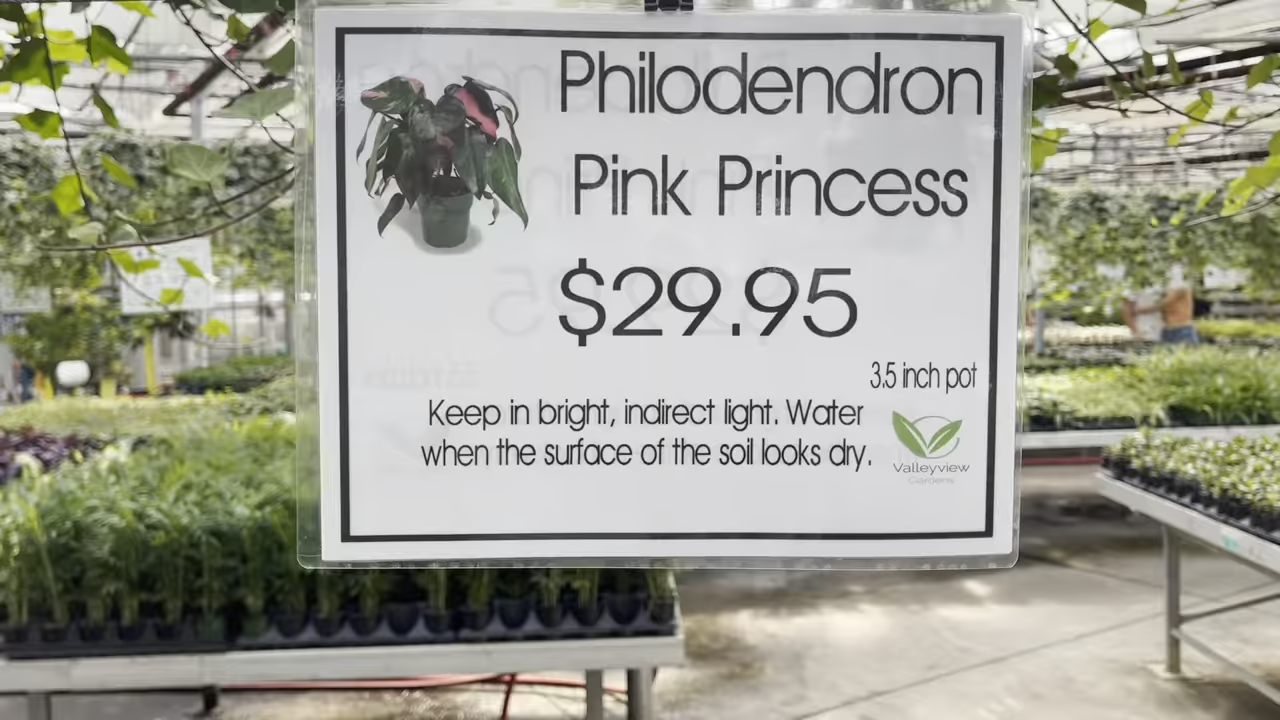 Philodendron
Pink Princess
$29.95
3.5 inch pot
Keep in bright, indirect light. Water
when the surface of the soil looks dry.
Valleyview
Gardens